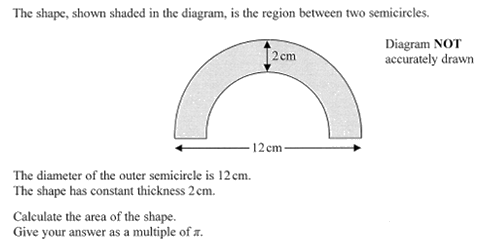 The shape, shown shaded in the diagram, is the region between two semicircles.
Diagram NOT
accurately drawn
2 cm
12 cm
The diameter of the outer semicircle is 12 cm.
The shape has constant thickness 2 cm.
Calculate the area of the shape.
Give your answer as a multiple of π.